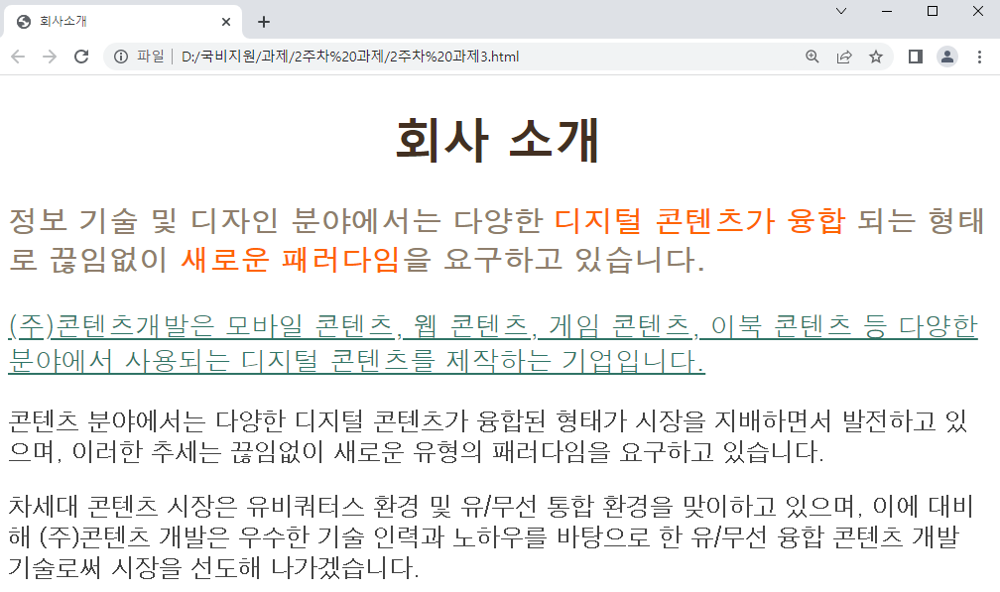 회사소개
파일
D:/국비지원/과제/2주차%20과제/2주차%20과제3.html
회사 소개
정보 기술 및 디자인 분야에서는 다양한 디지털 콘텐츠가 융합 되는 형태
로 끊임없이 새로운 패러다임을 요구하고 있습니다.
(주)콘텐츠개발은 모바일 콘텐츠, 웹 콘텐츠, 게임 콘텐츠, 이북 콘텐츠 등 다양한
분야에서 사용되는 디지털 콘텐츠를 제작하는 기업입니다.
콘텐츠 분야에서는 다양한 디지털 콘텐츠가 융합된 형태가 시장을 지배하면서 발전하고 있
으며, 이러한 추세는 끊임없이 새로운 유형의 패러다임을 요구하고 있습니다.
차세대 콘텐츠 시장은 유비쿼터스 환경 및 유/무선 통합 환경을 맞이하고 있으며, 이에 대비
해 (주)콘텐츠 개발은 우수한 기술 인력과 노하우를 바탕으로 한 유/무선 융합 콘텐츠 개발
기술로써 시장을 선도해 나가겠습니다.